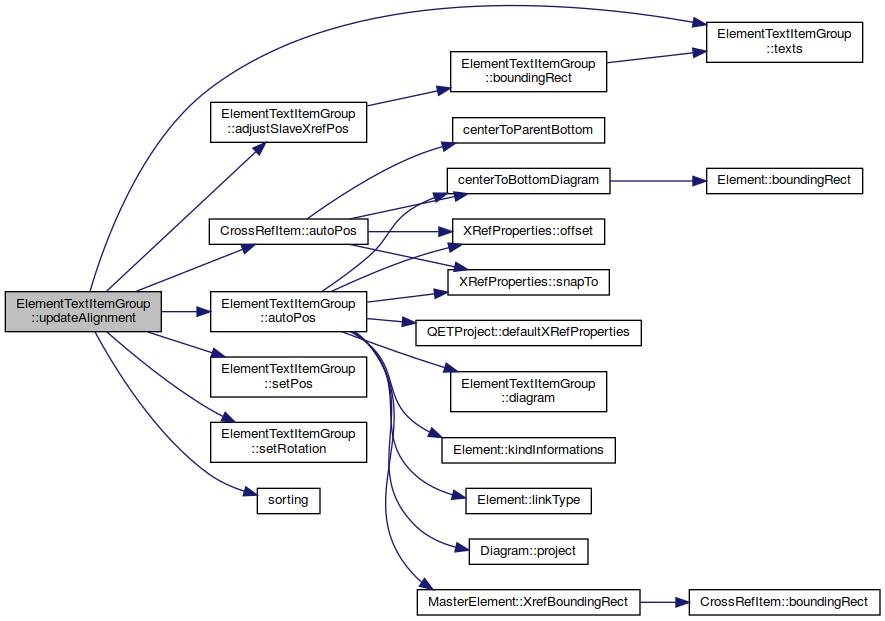 ElementTextItemGroup
::updateAlignment
ElementTextItemGroup
::adjustSlaveXrefPos
CrossRefItem::autoPos
ElementTextItemGroup
::autoPos
ElementTextItemGroup
::setPos
ElementTextItemGroup
::setRotation
sorting
ElementTextItemGroup
::boundingRect
centerToParentBottom
centerToBottomDiagram
XRefProperties::offset
XRefProperties::snapTo
QETProject::defaultXRefProperties
ElementTextItemGroup
::diagram
Element::kindInformations
Element::linkType
Diagram::project
MasterElement::XrefBoundingRect
ElementTextItemGroup
::texts
Element::boundingRect
CrossRefItem::boundingRect